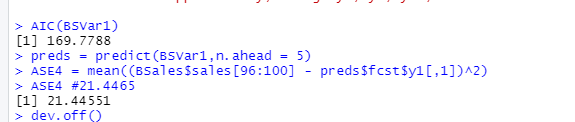 > AIC(BSVar1)
[1] 169.7788
> preds = predict(BSVar1,n.ahead = 5)
> ASE4 = mean((BSales$sales[96:100] - preds$fcst$y1[,1])^2)
> ASE4 #21.4465
[1] 21.44551
> dev.off()